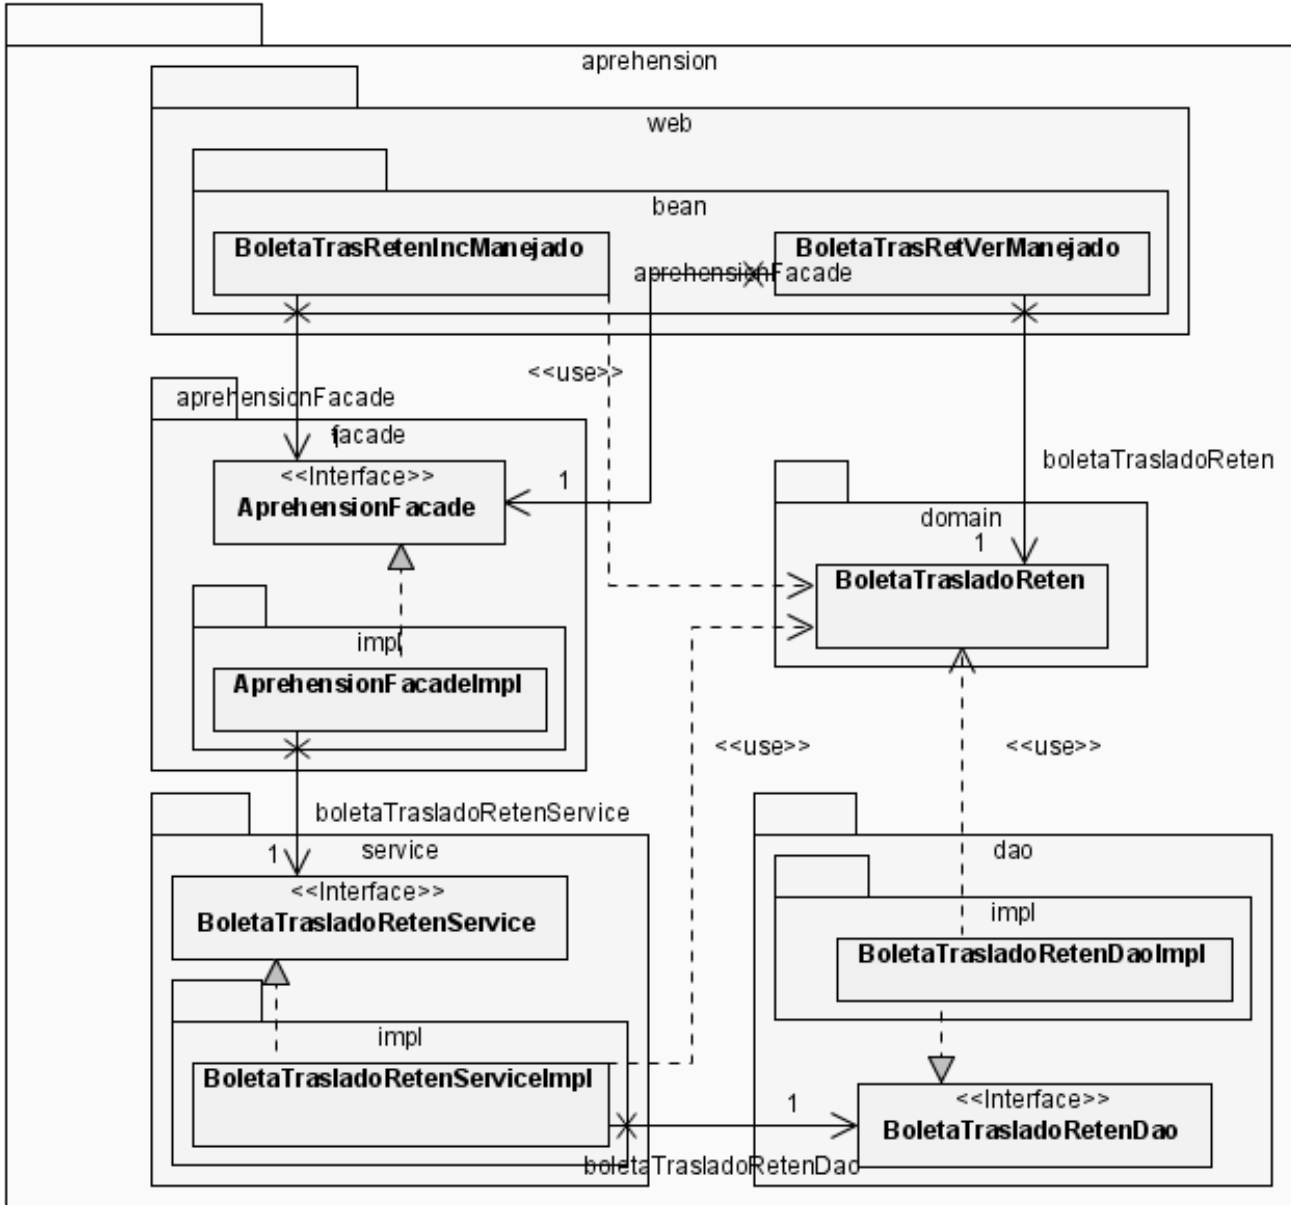 aprehension
web
bean
BoletaTrasRetenIncManejado
BoletaTrasRetVerManejado
aprehensionFacade
<<use>>
aprehensionFacade
facade
1
<<Interface>>
AprehensionFacade
1
boletaTrasladoReten
domain
1
BoletaTrasladoReten
impl
AprehensionFacadeImpl
<<use>>
<<use>>
boletaTrasladoRetenService
service
1
<<Interface>>
BoletaTrasladoRetenService
dao
impl
BoletaTrasladoRetenDaoImpl
impl
BoletaTrasladoRetenServiceImpl
1
<<Interface>>
BoletaTrasladoRetenDao
boletaTrasladoRetenDao